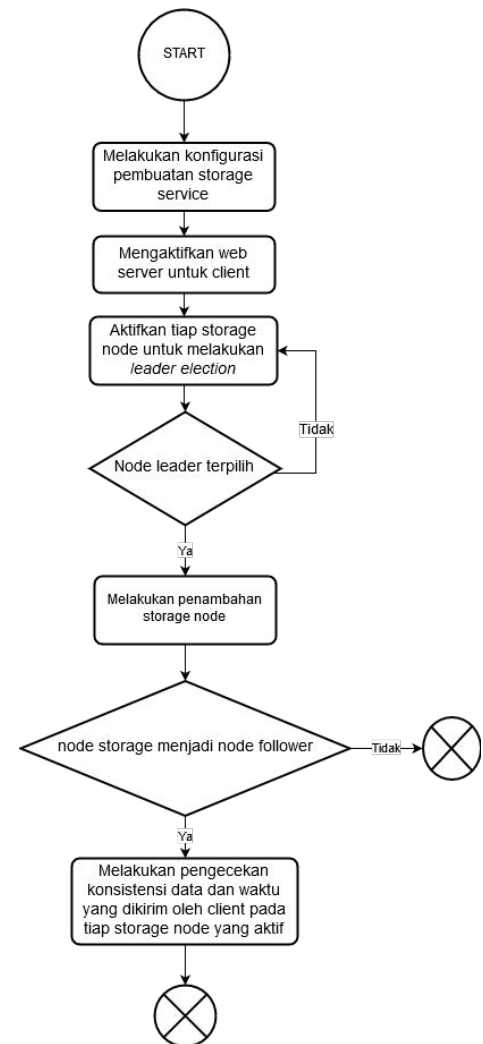 START
Melakukan konfigurasi
pembuatan storage
service
Mengaktifkan web
server untuk client
Aktifkan tiap storage
node untuk melakukan
leader election
Tidak
Node leader terpilih
Ya
Melakukan penambahan
storage node
node storage menjadi node follower
Tidak
Ya
Melakukan pengecekan
konsistensi data dan waktu
yang dikirim oleh client pada
tiap storage node yang aktif